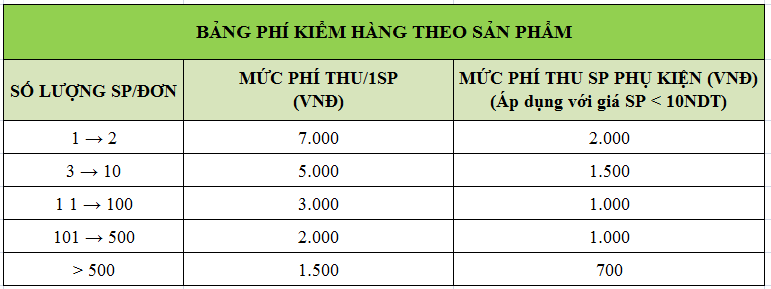 BẢNG PHÍ KIỂM HÀNG THEO SẢN PHẨM
SỐ LƯỢNG SP/ĐƠN
MỨC PHÍ THU/1SP
(VNĐ)
MỨC PHÍ THU SP PHỤ KIỆN (VNĐ)
(Áp dụng với giá SP < 10NDT)
1 → 2 7.000 2.000
3 → 10 5.000 1.500
1 1 → 100 3.000 1.000
101 → 500 2.000 1.000
> 500 1.500 700